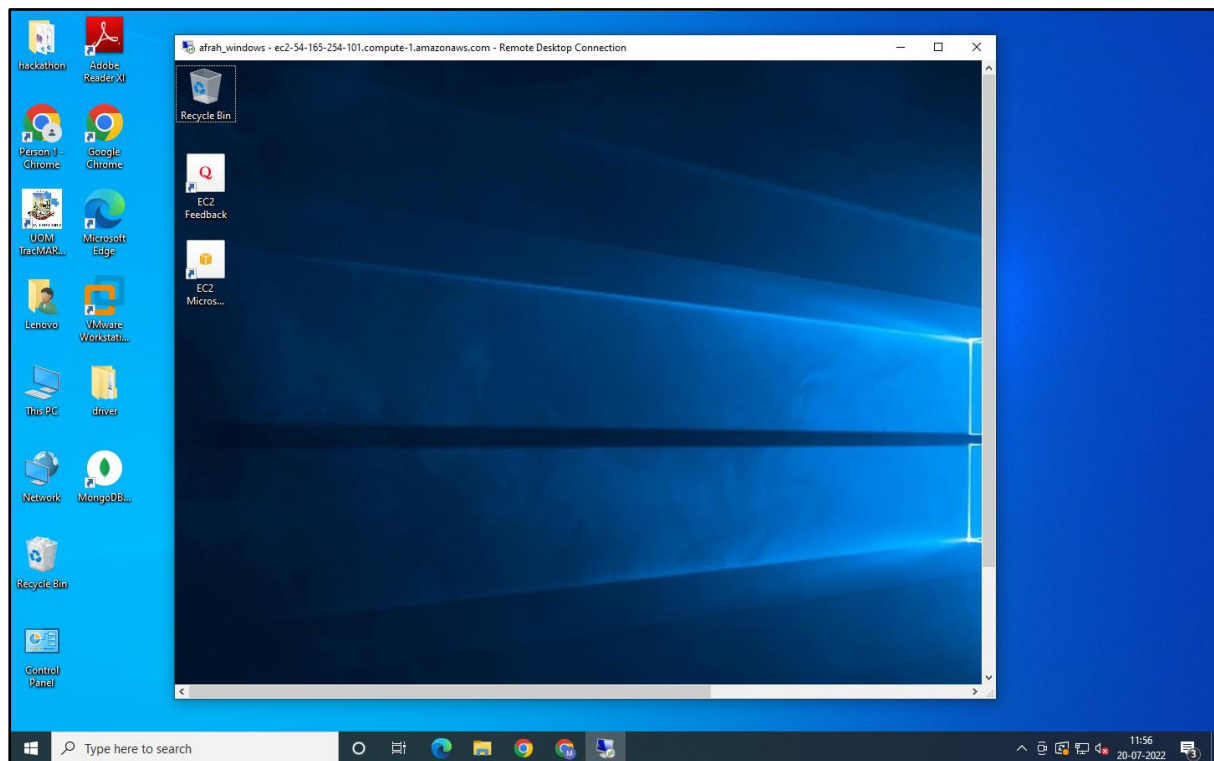 afrah_windows - ec2-54-165-254-101.compute-1.amazonaws.com - Remote Desktop Connection
hackathon
Adobe
Reader XI
Person 1 -
Chrome
Google
Chrome
UOM
TracMAR...
Microsoft
Edge
Lenovo
VMware
Workstati...
This PC
driver
Network
MongoDB...
Recycle Bin
Control
Panel
Recycle Bin
Q
EC2
Feedback
EC2
Micros...
Type here to search
M
11:56
20-07-2022
3